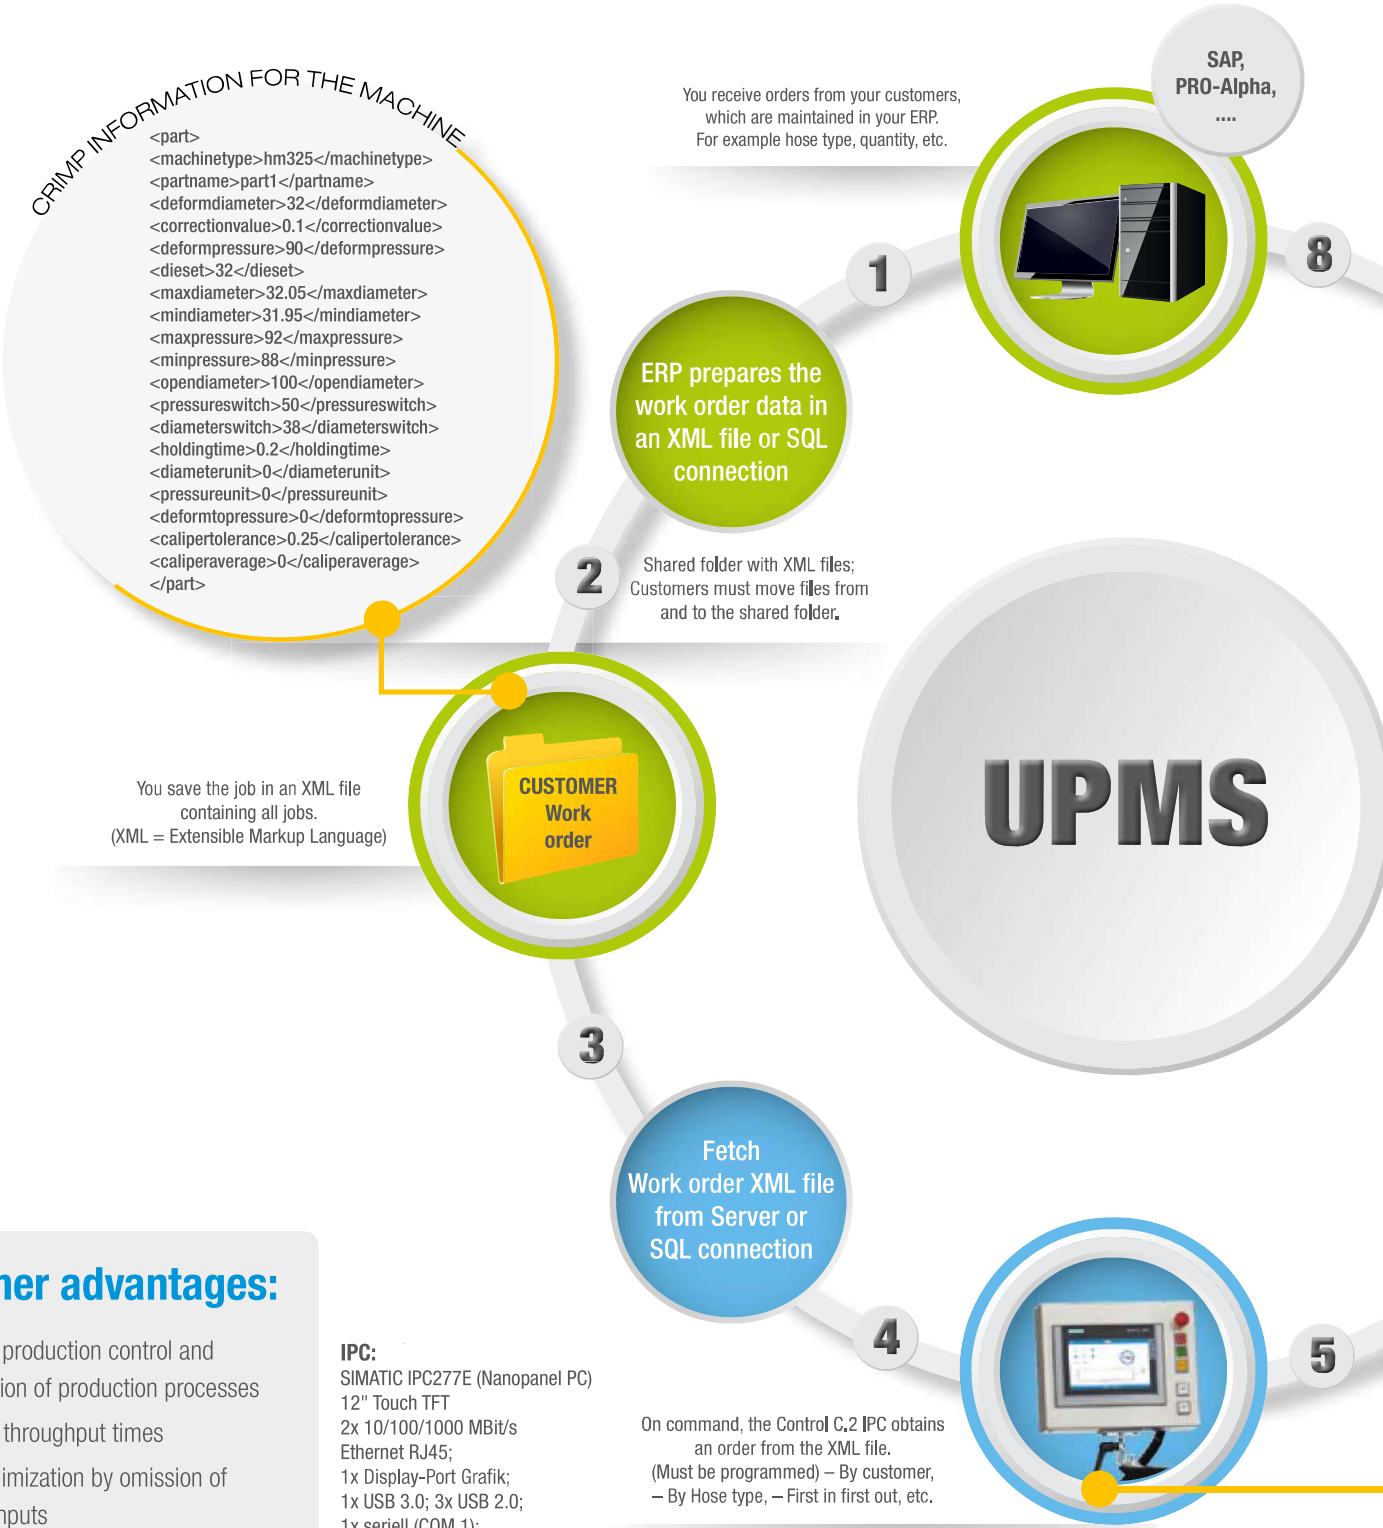 SAP,
PRO-Alpha,
....
You receive orders from your customers,
which are maintained in your ERP.
For example hose type, quantity, etc.
CRIMP INFORMATION FOR THE MACHINE
<part>
<machinetype>hm325</machinetype>
<partname>part1</partname>
<deformdiameter>32</deformdiameter>
<correctionvalue>0.1</correctionvalue>
<deformpressure>90</deformpressure>
<dieset>32</dieset>
<maxdiameter>32.05</maxdiameter>
<mindiameter>31.95</mindiameter>
<maxpressure>92</maxpressure>
<minpressure>88</minpressure>
<opendiameter>100</opendiameter>
<pressureswitch>50</pressureswitch>
<diameterswitch>38</diameterswitch>
<holdingtime>0.2</holdingtime>
<diameterunit>0</diameterunit>
<pressureunit>0</pressureunit>
<deformtopressure>0</deformtopressure>
<calipertolerance>0.25</calipertolerance>
<caliperaverage>0</caliperaverage>
</part>
8
1
ERP prepares the
work order data in
an XML file or SQL
connection
2
Shared folder with XML files;
Customers must move files from
and to the shared folder.
You save the job in an XML file
containing all jobs.
(XML = Extensible Markup Language)
CUSTOMER
Work
order
UPMS
3
Fetch
Work order XML file
from Server or
SQL connection
4
5
On command, the Control C.2 IPC obtains
an order from the XML file.
(Must be programmed) – By customer,
– By Hose type, – First in first out, etc.
advantages:
production control and
of production processes
throughput times
by omission of
IPC:
SIMATIC IPC277E (Nanopanel PC)
12" Touch TFT
2x 10/100/1000 MBit/s
Ethernet RJ45;
1x Display-Port Grafik;
1x USB 3.0; 3x USB 2.0;
1x seriell (COM 1);